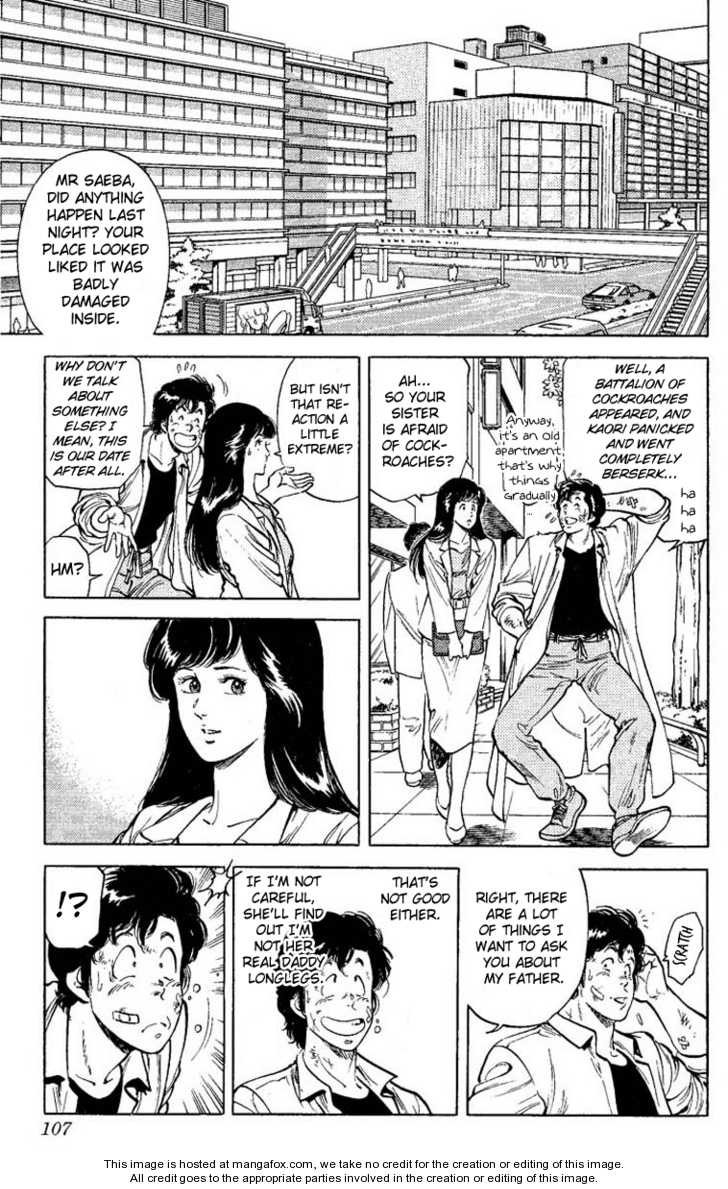 MR SAEBA,
DID ANYTHING
HAPPEN LAST
NIGHT? YOUR
PLACE LOOKED
LIKED IT WAS
BADLY
DAMAGED
INSIDE.
WELL, A
BATTALION OF
COCKROACHES
APPEARED, AND
KAORI PANICKED
AND WENT
COMPLETELY
BERSERK...
ha
ha
ha
Anyway,
it's an old
apartment
that's why
things
gradually
AH...
SO YOUR
SISTER
IS AFRAID
OF COCK-
ROACHES?
BUT ISN'T
THAT RE-
ACTION A
LITTLE
EXTREME?
WHY DON'T
WE TALK
ABOUT
SOMETHING
ELSE? I
MEAN, THIS
IS OUR DATE
AFTER ALL.
HM?
SCRATCH
RIGHT, THERE
ARE A LOT
OF THINGS I
WANT TO ASK
YOU ABOUT
MY FATHER.
THAT'S
NOT GOOD
EITHER.
IF I'M NOT
CAREFUL,
SHE'LL FIND
OUT I'M
NOT HER
REAL DADDY
LONGLEGS.
!?
107
This image is hosted at mangafox.com, we take no credit for the creation or editing of this image.
All credit goes to the appropriate parties involved in the creation or editing of this image.